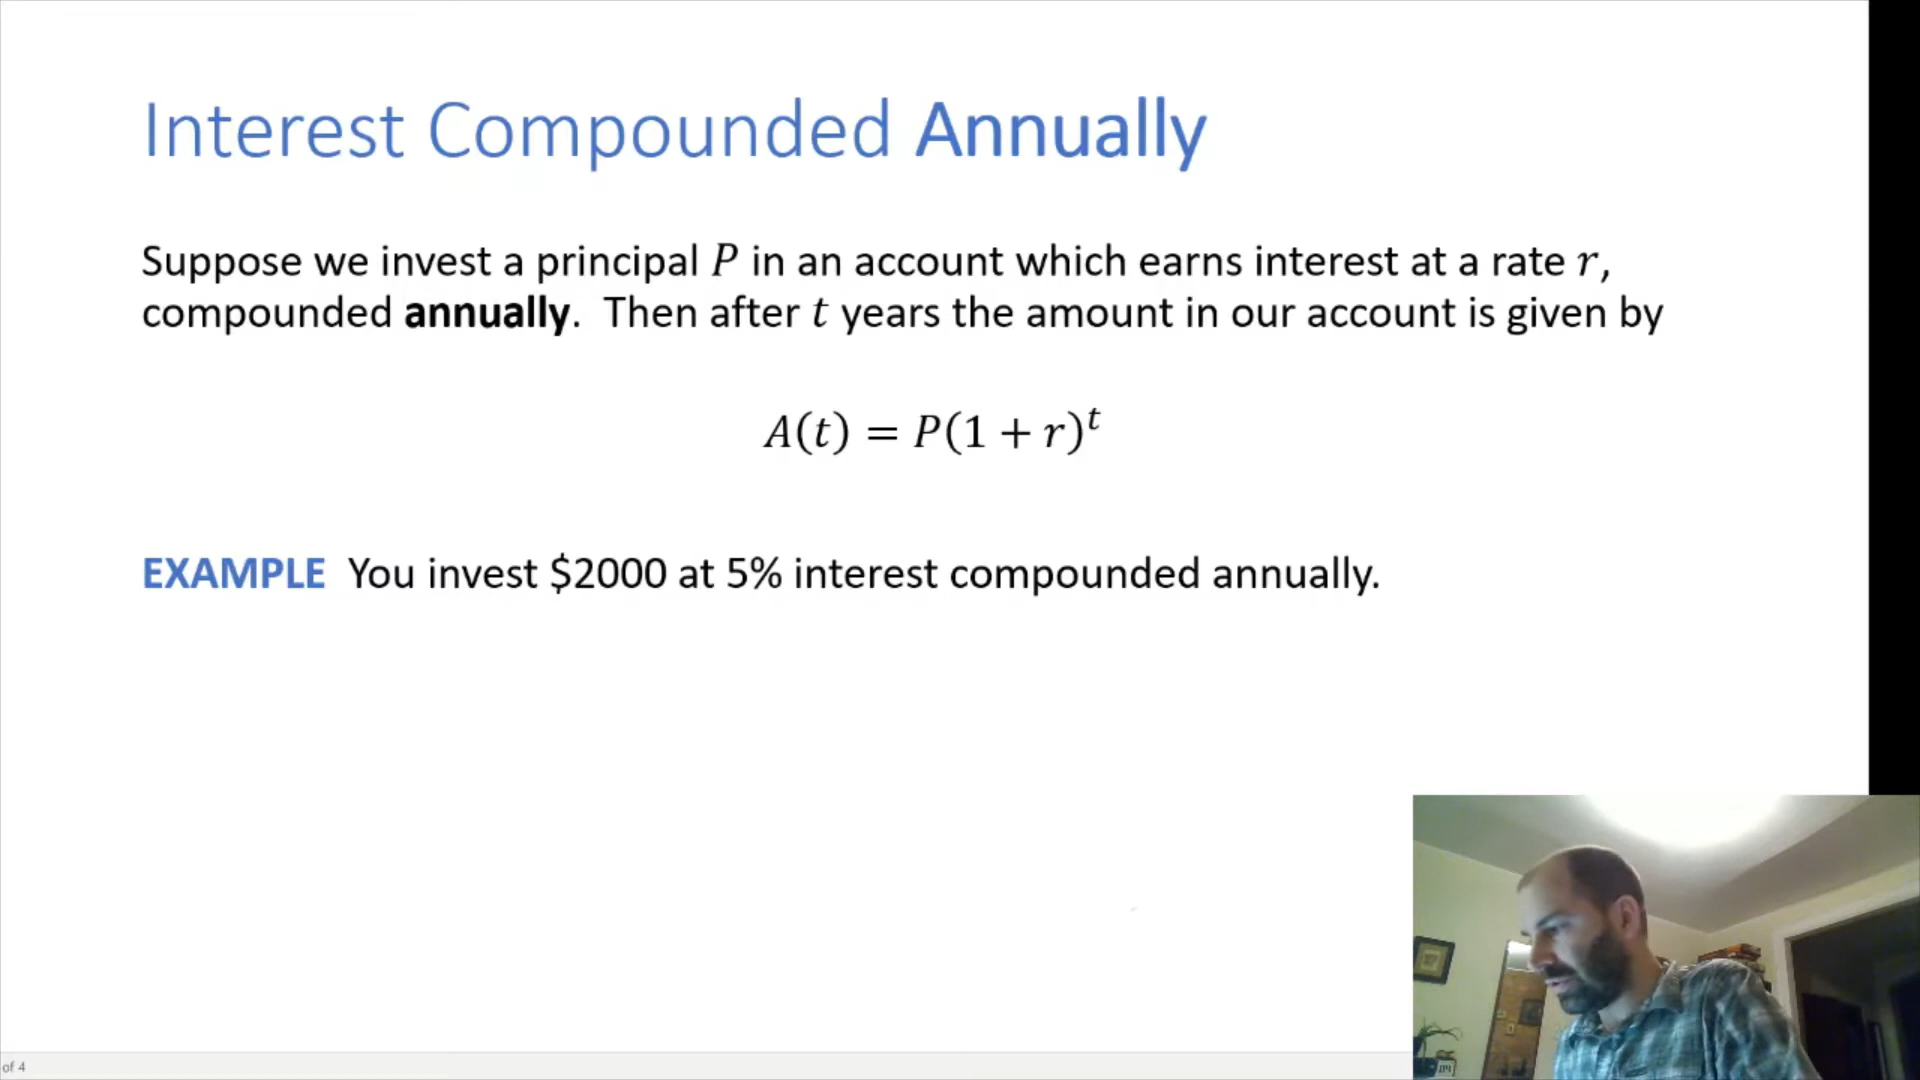 Interest Compounded Annually
Suppose we invest a principal P in an account which earns interest at a rate r,
compounded annually. Then after t years the amount in our account is given by
A(t) = P(1 + r)^t
EXAMPLE You invest $2000 at 5% interest compounded annually.
of 4